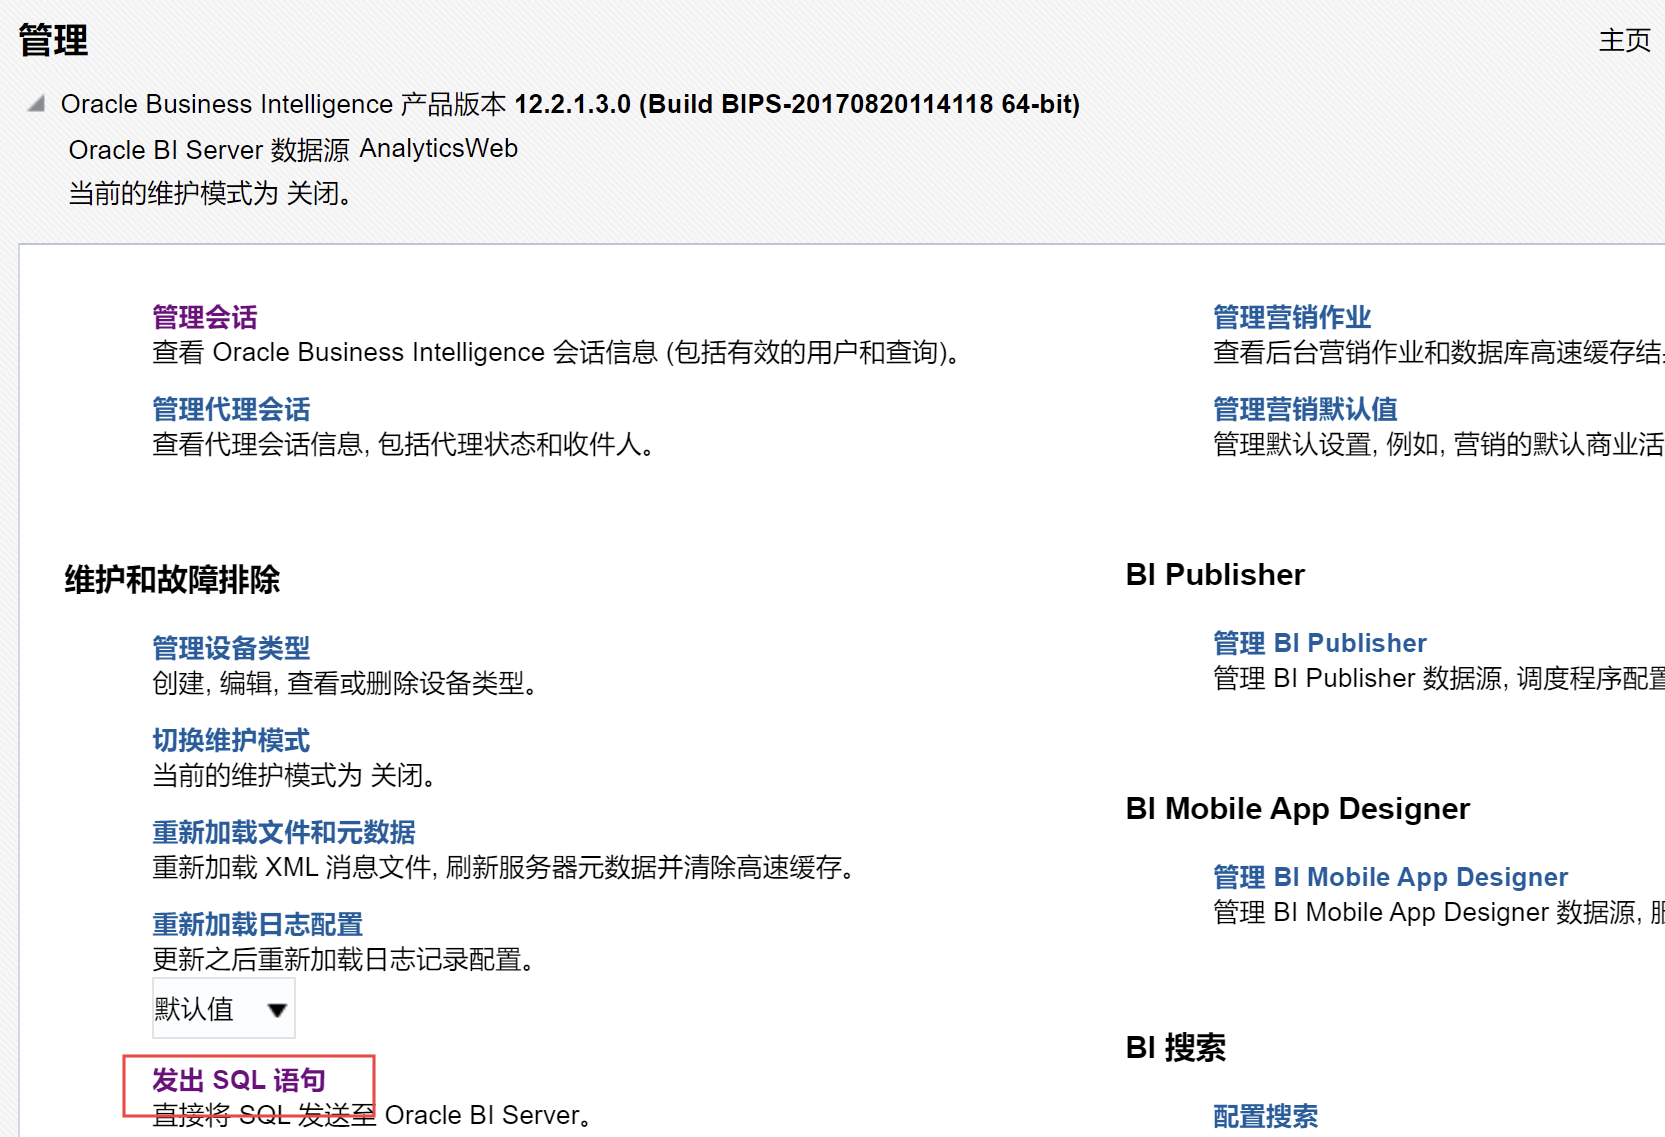 管理
主页
Oracle Business Intelligence 产品版本 12.2.1.3.0 (Build BIPS-20170820114118 64-bit)
Oracle BI Server 数据源 AnalyticsWeb
当前的维护模式为 关闭。
管理会话
查看 Oracle Business Intelligence 会话信息 (包括有效的用户和查询)。
管理代理会话
查看代理会话信息, 包括代理状态和收件人。
管理营销作业
查看后台营销作业和数据库高速缓存结
管理营销默认值
管理默认设置, 例如, 营销的默认商业活
维护和故障排除
管理设备类型
创建, 编辑, 查看或删除设备类型。
切换维护模式
当前的维护模式为 关闭。
重新加载文件和元数据
重新加载 XML 消息文件, 刷新服务器元数据并清除高速缓存。
重新加载日志配置
更新之后重新加载日志记录配置。
默认值
发出 SQL 语句
直接将 SQL 发送至 Oracle BI Server。
BI Publisher
管理 BI Publisher
管理 BI Publisher 数据源, 调度程序配置
BI Mobile App Designer
管理 BI Mobile App Designer
管理 BI Mobile App Designer 数据源,
BI 搜索
配置搜索